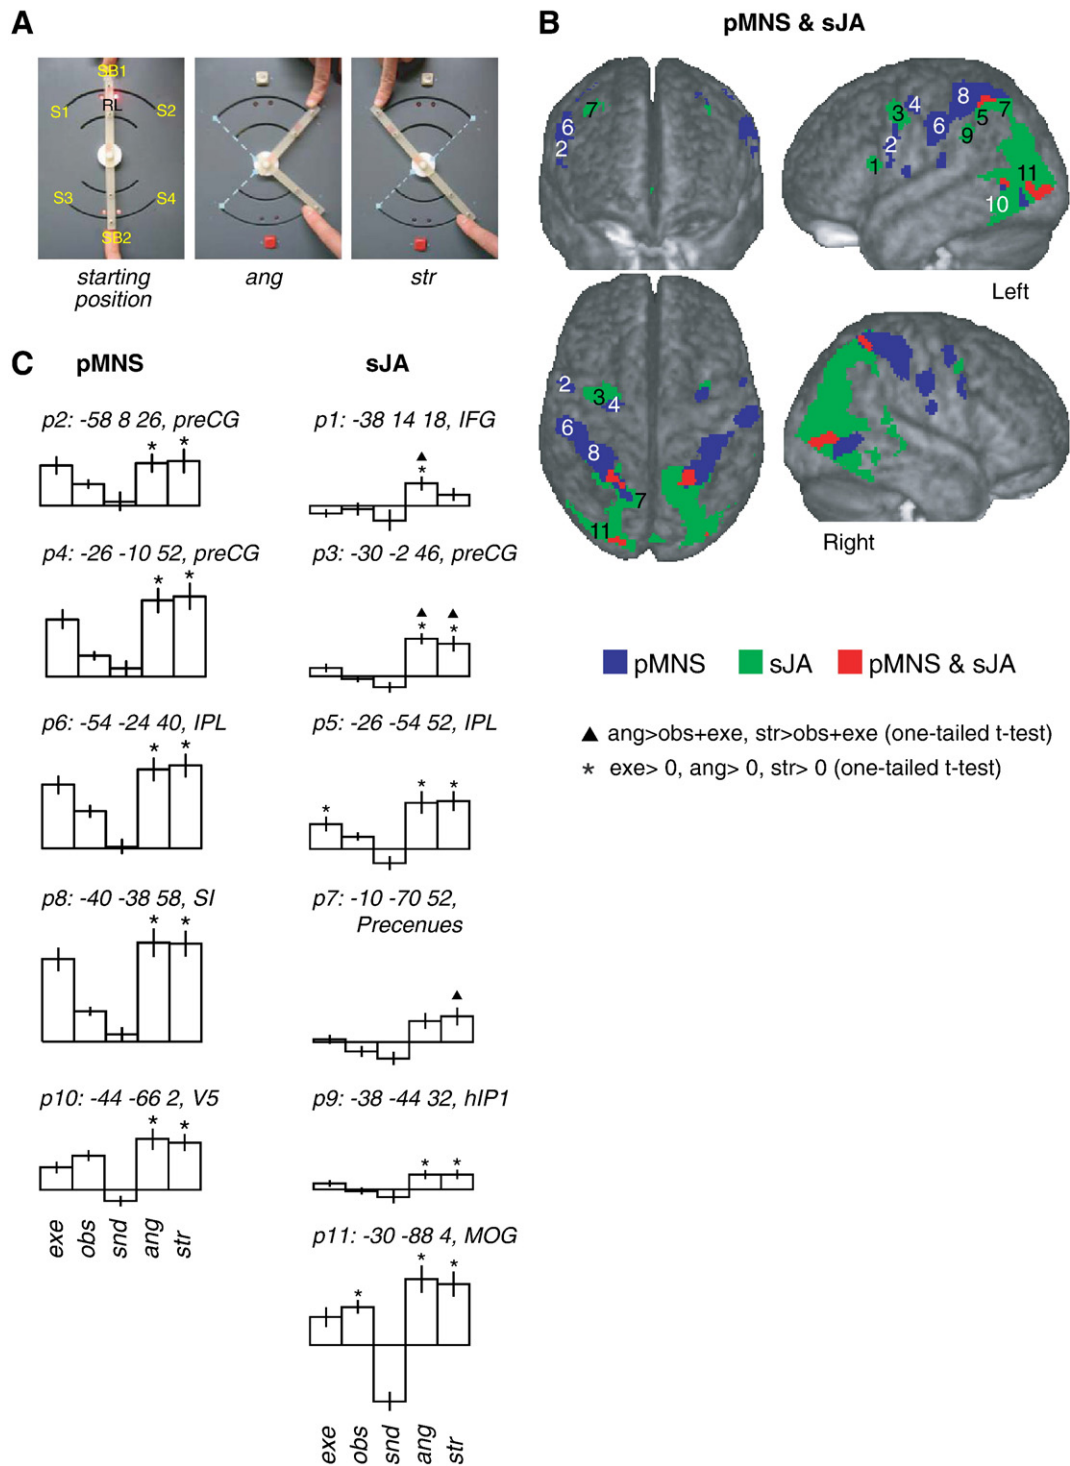 A
SB1
RL
S1
S2
S3
S4
SB2
starting
position
ang
str
B
pMNS & sJA
7
6
2
8
4
3
7
5
6
9
2
1
11
10
Left
2
3
4
6
8
7
11
Right
pMNS
sJA
pMNS & sJA
▲ ang>obs+exe, str>obs+exe (one-tailed t-test)
* exe> 0, ang> 0, str> 0 (one-tailed t-test)
C
pMNS
sJA
p2: -58 8 26, preCG
* *
p1: -38 14 18, IFG
▲
*
p4: -26 -10 52, preCG
* *
p3: -30 -2 46, preCG
▲ ▲
* *
p6: -54 -24 40, IPL
* *
p5: -26 -54 52, IPL
* * *
p8: -40 -38 58, SI
* *
p7: -10 -70 52,
Precenues
▲
p10: -44 -66 2, V5
* *
exe
obs
snd
ang
str
p9: -38 -44 32, hIP1
* *
p11: -30 -88 4, MOG
* * *
exe
obs
snd
ang
str